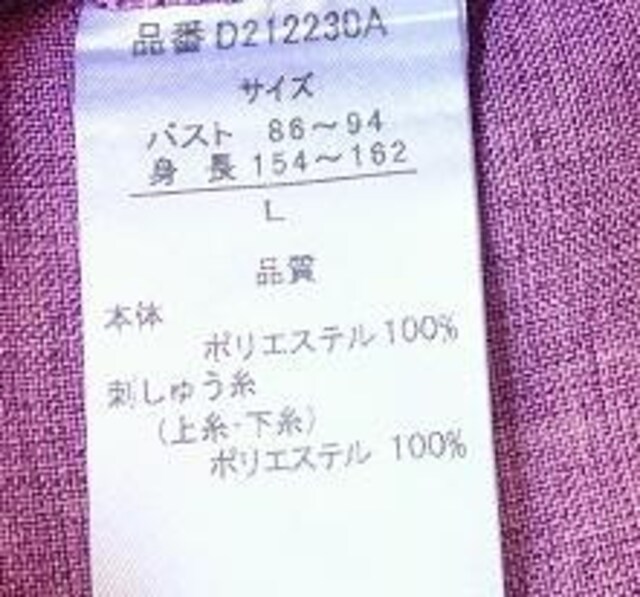 品番 D212230A
サイズ
バスト 86～94
身 長 154～162
L
品質
本体
ポリエステル 100%
刺しゅう糸
(上糸・下糸)
ポリエステル 100%